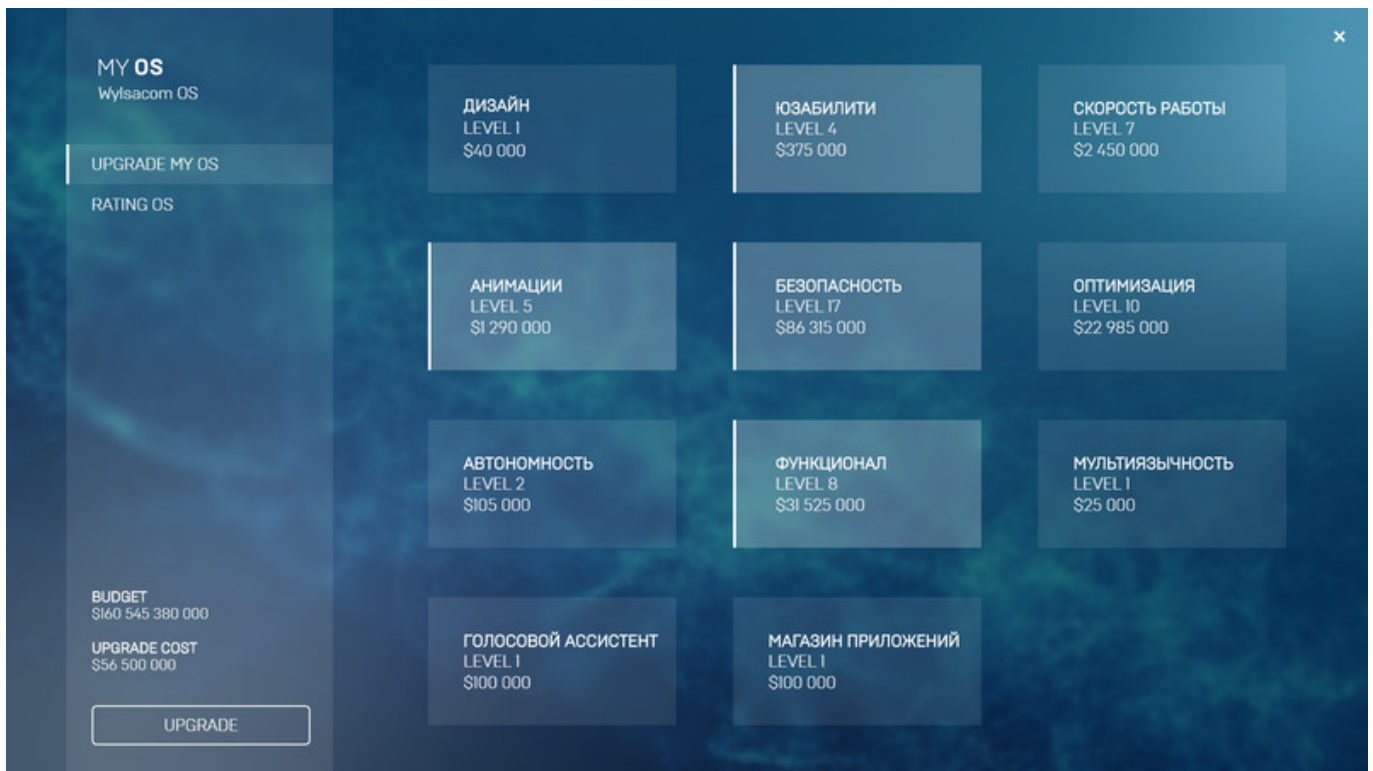 MY OS
Wylsacom OS
UPGRADE MY OS
RATING OS
BUDGET
$160 545 380 000
UPGRADE COST
$56 500 000
UPGRADE
×
ДИЗАЙН
LEVEL 1
$40 000
ЮЗАБИЛИТИ
LEVEL 4
$375 000
СКОРОСТЬ РАБОТЫ
LEVEL 7
$2 450 000
АНИМАЦИИ
LEVEL 5
$1 290 000
БЕЗОПАСНОСТЬ
LEVEL 17
$86 315 000
ОПТИМИЗАЦИЯ
LEVEL 10
$22 985 000
АВТОНОМНОСТЬ
LEVEL 2
$105 000
ФУНКЦИОНАЛ
LEVEL 8
$31 525 000
МУЛЬТИЯЗЫЧНОСТЬ
LEVEL 1
$25 000
ГОЛОСОВОЙ АССИСТЕНТ
LEVEL 1
$100 000
МАГАЗИН ПРИЛОЖЕНИЙ
LEVEL 1
$100 000